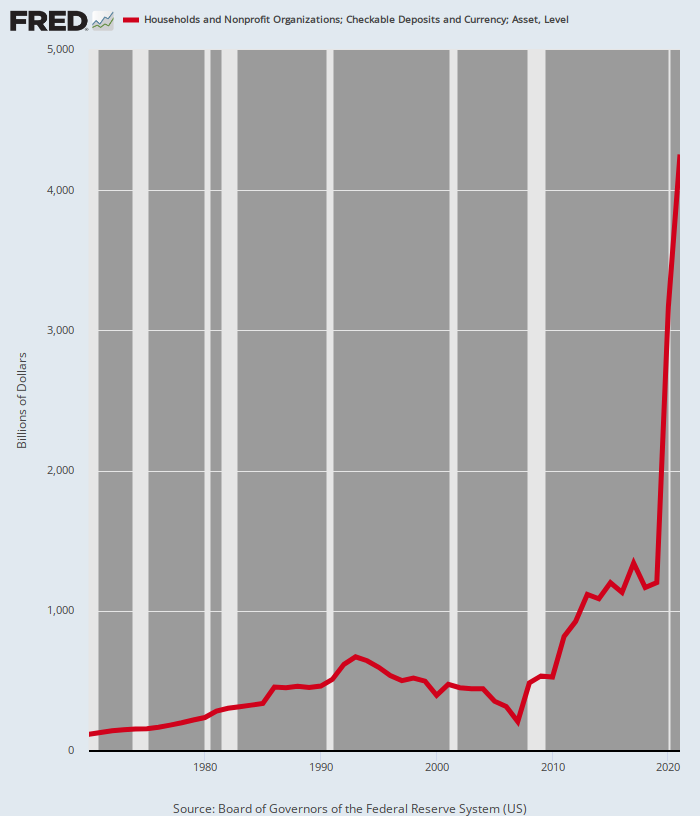 FRED
Households and Nonprofit Organizations; Checkable Deposits and Currency; Asset, Level
5,000
4,000
3,000
2,000
1,000
0
Billions of Dollars
1980 1990 2000 2010 2020
Source: Board of Governors of the Federal Reserve System (US)